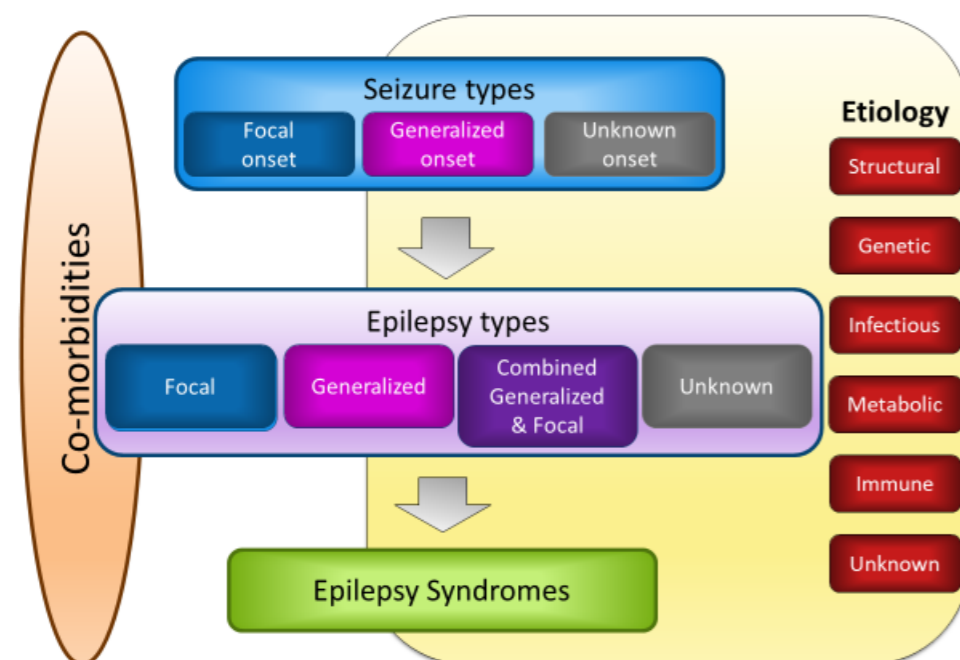 Seizure types
Focal
onset
Generalized
onset
Unknown
onset
Epilepsy types
Focal
Generalized
Combined
Generalized
& Focal
Unknown
Epilepsy Syndromes
Co-morbidities
Etiology
Structural
Genetic
Infectious
Metabolic
Immune
Unknown